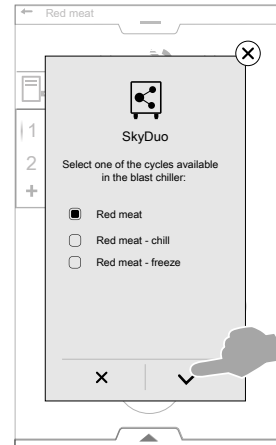 Red meat
1
2
+
SkyDuo
Select one of the cycles available
in the blast chiller:
Red meat
Red meat - chill
Red meat - freeze